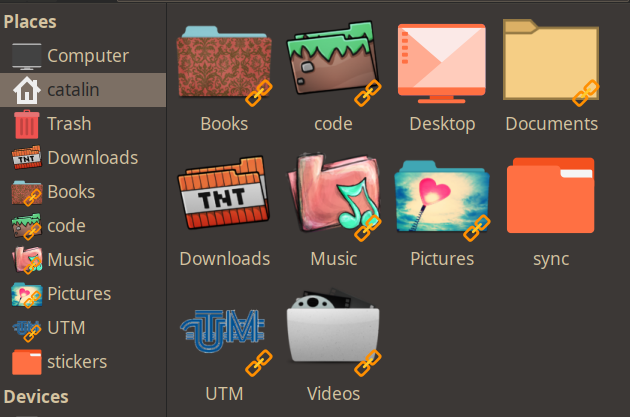 Places
Computer
catalin
Trash
Downloads
Books
code
Music
Pictures
UTM
stickers
Devices
Books code Desktop Documents
TNT
Downloads Music Pictures sync
UTM
UTM Videos